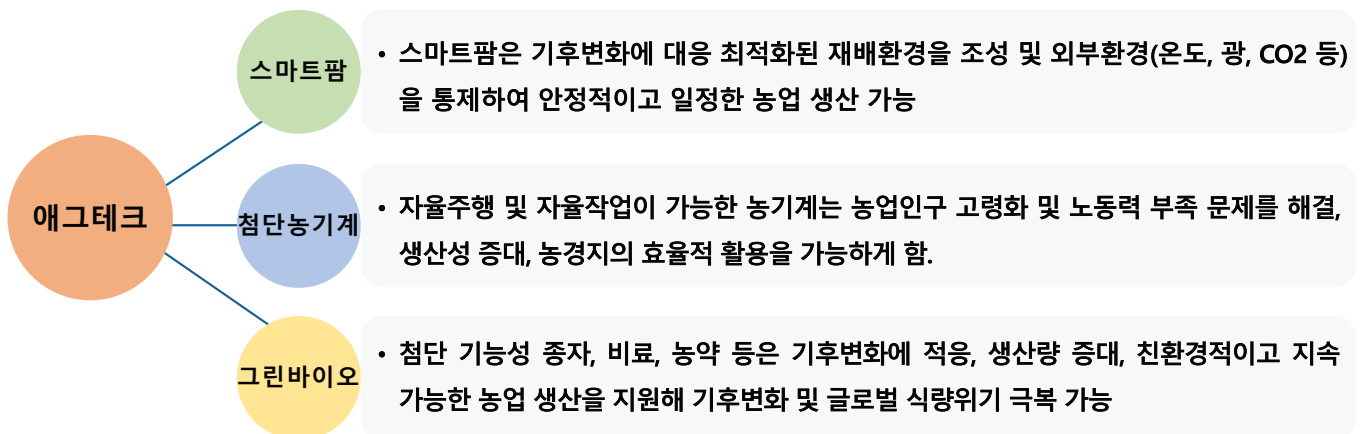 애그테크
스마트팜
• 스마트팜은 기후변화에 대응 최적화된 재배환경을 조성 및 외부환경(온도, 광, CO2 등)
을 통제하여 안정적이고 일정한 농업 생산 가능
첨단농기계
• 자율주행 및 자율작업이 가능한 농기계는 농업인구 고령화 및 노동력 부족 문제를 해결,
생산성 증대, 농경지의 효율적 활용을 가능하게 함.
그린바이오
• 첨단 기능성 종자, 비료, 농약 등은 기후변화에 적응, 생산량 증대, 친환경적이고 지속
가능한 농업 생산을 지원해 기후변화 및 글로벌 식량위기 극복 가능